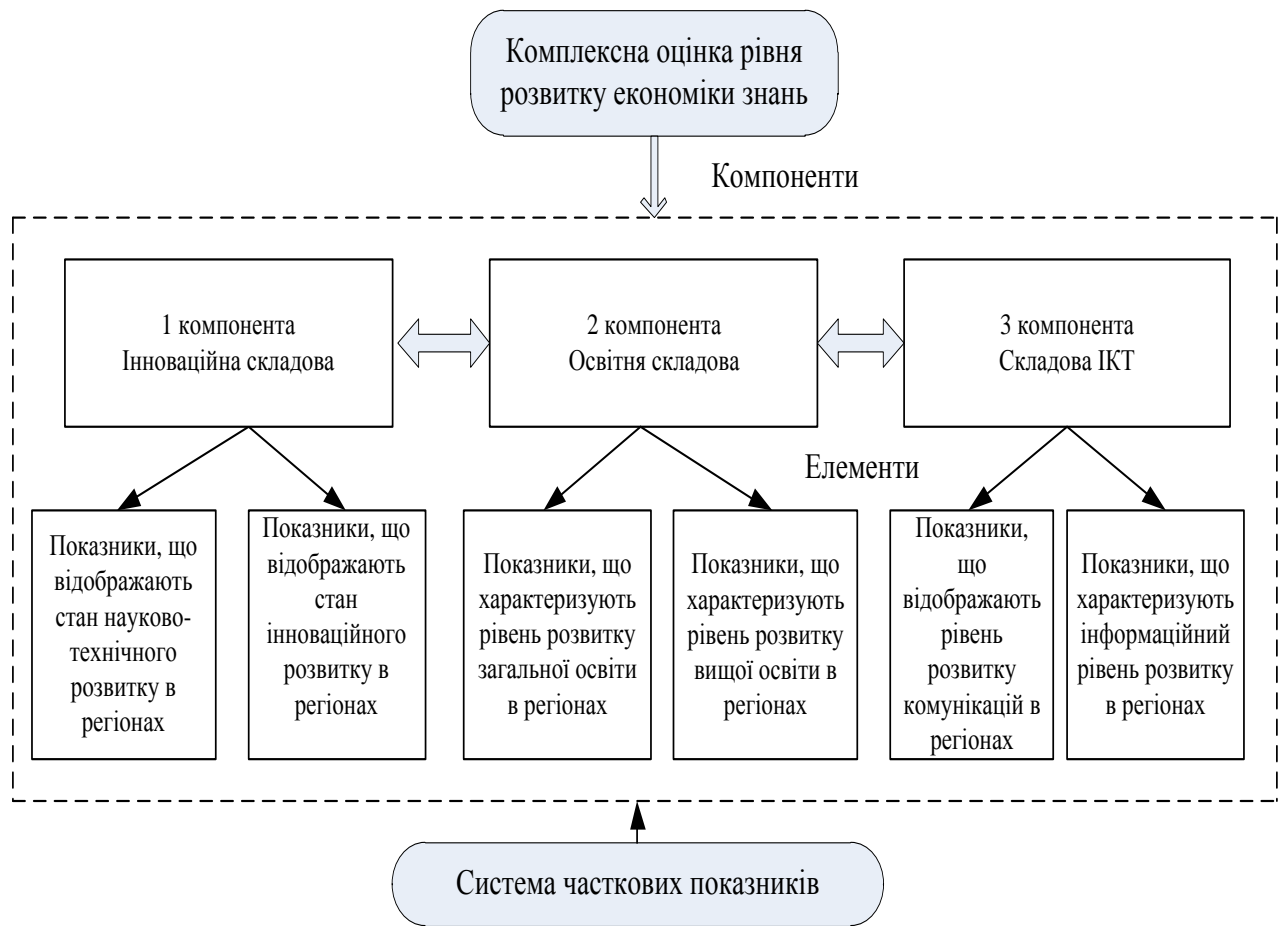 Комплексна оцінка рівня
розвитку економіки знань
Компоненти
1 компонента
Інноваційна складова
2 компонента
Освітня складова
3 компонента
Складова ІКТ
Елементи
Показники, що
відображають
стан науково-
технічного
розвитку в
регіонах
Показники, що
відображають
стан
інноваційного
розвитку в
регіонах
Показники, що
характеризують
рівень розвитку
загальної освіти
в регіонах
Показники, що
характеризують
рівень розвитку
вищої освіти в
регіонах
Показники,
що
відображають
рівень
розвитку
комунікацій в
регіонах
Показники, що
характеризують
інформаційний
рівень розвитку
в регіонах
Система часткових показників